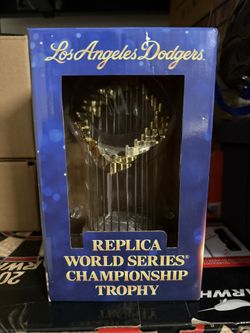 Los Angeles Dodgers
REPLICA
WORLD SERIES®
CHAMPIONSHIP
TROPHY